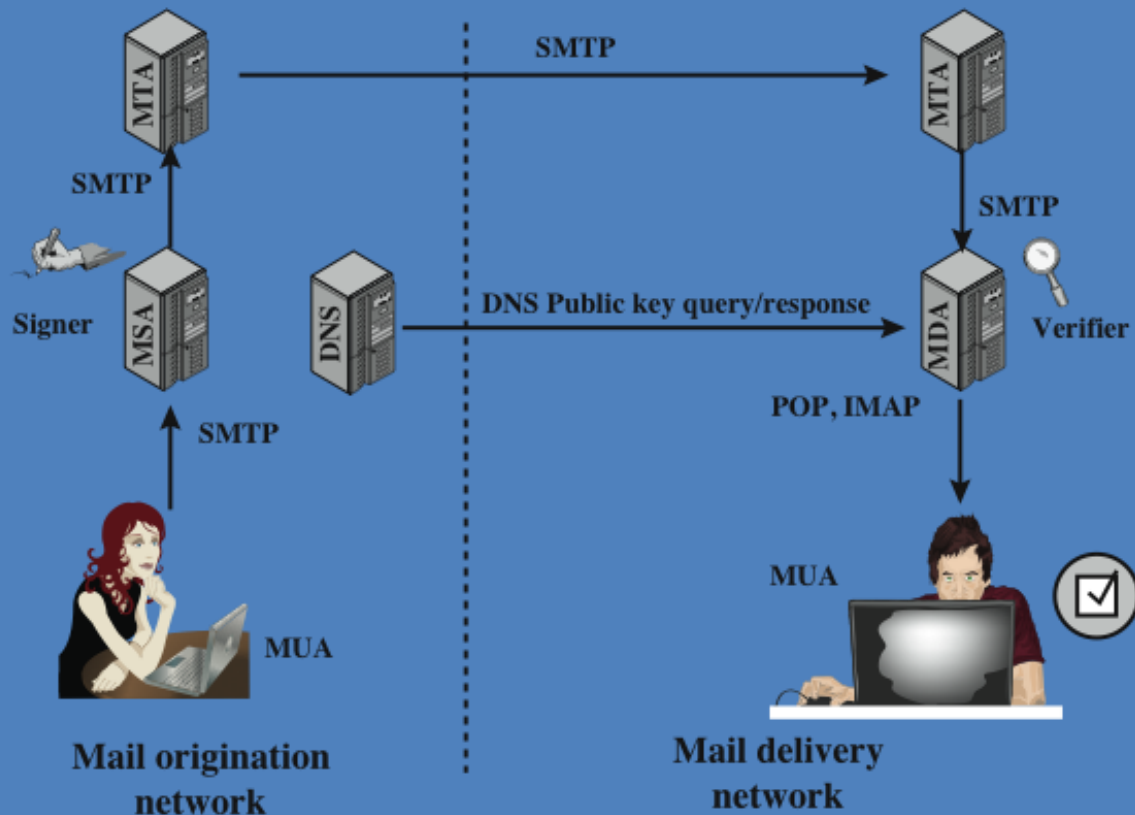 MTA
SMTP
MTA
SMTP
SMTP
Signer
MSA
DNS
DNS Public key query/response
MDA
Verifier
POP, IMAP
SMTP
MUA
MUA
Mail origination
network
Mail delivery
network